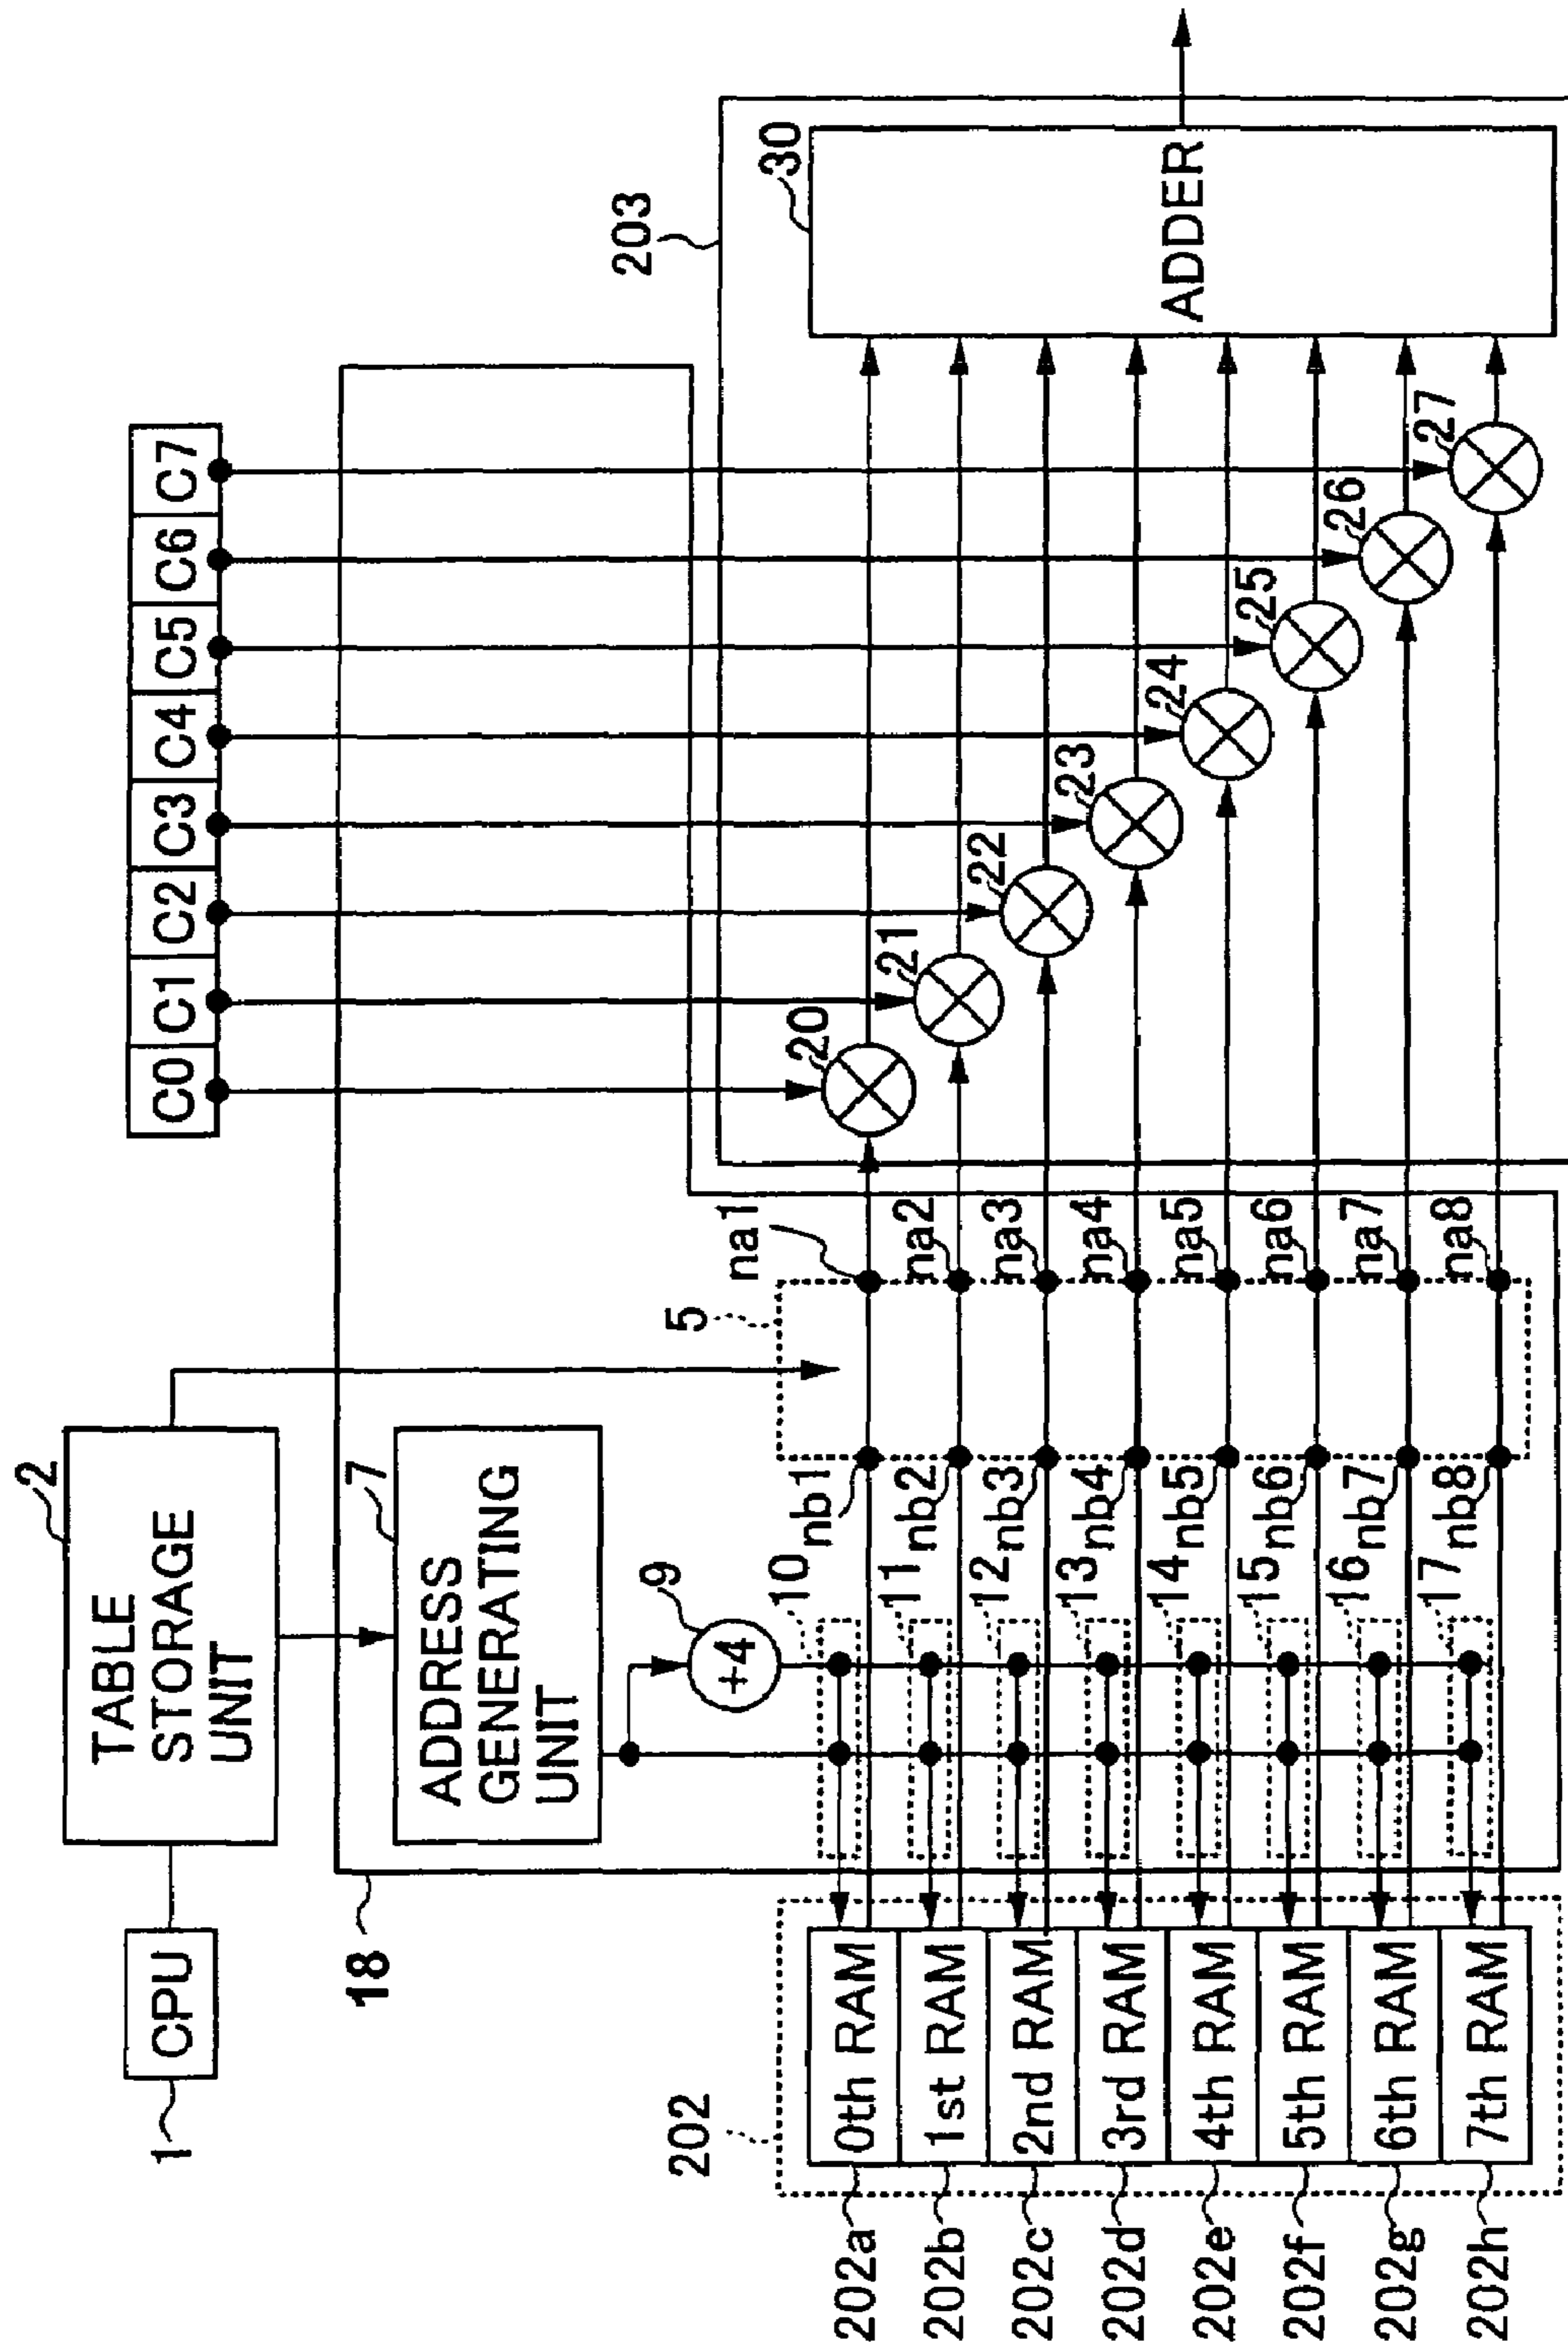 1
CPU
2
TABLE
STORAGE
UNIT
C0 C1 C2 C3 C4 C5 C6 C7
18
7
ADDRESS
GENERATING
UNIT
9
+4
5
203
30
ADDER
202
202a 0th RAM 10 nb1 na1 20
202b 1st RAM 11 nb2 na2 21
202c 2nd RAM 12 nb3 na3 22
202d 3rd RAM 13 nb4 na4 23
202e 4th RAM 14 nb5 na5 24
202f 5th RAM 15 nb6 na6 25
202g 6th RAM 16 nb7 na7 26
202h 7th RAM 17 nb8 na8 27